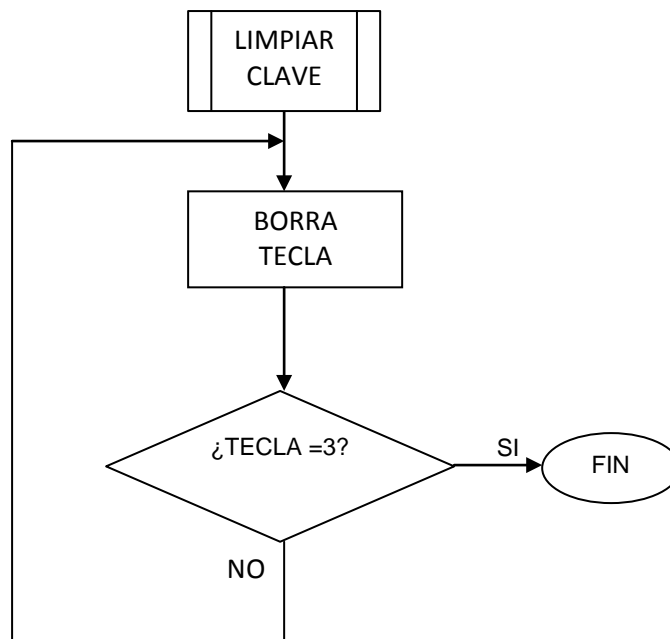 LIMPIAR
CLAVE
BORRA
TECLA
¿TECLA =3?
SI
FIN
NO